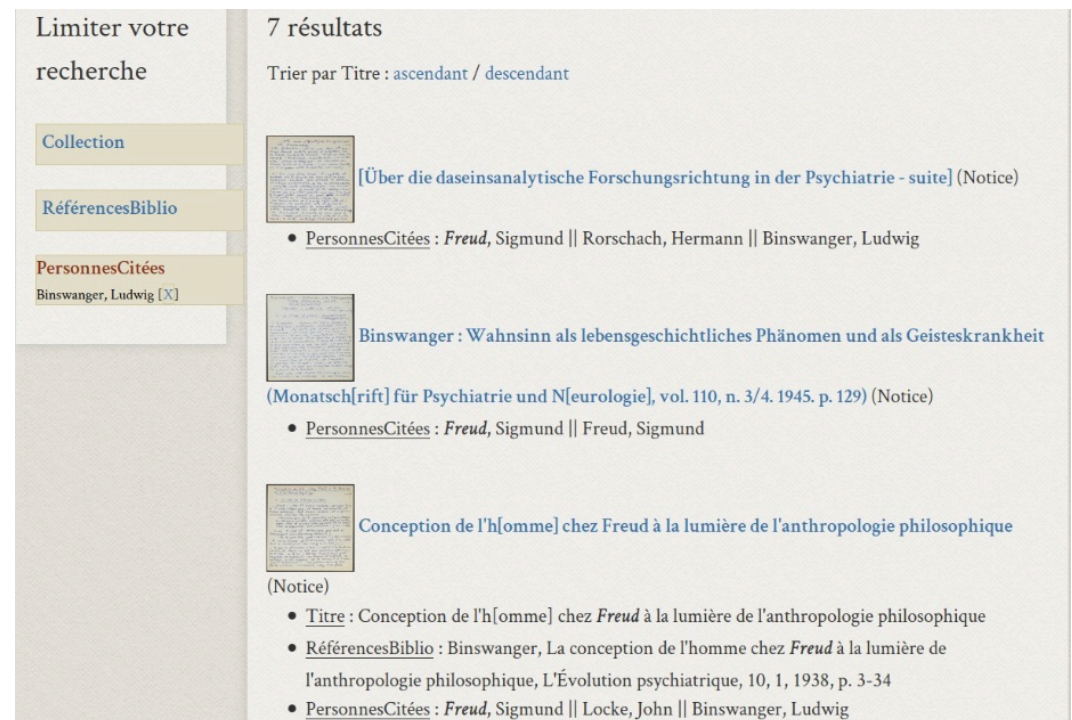 Limiter votre
recherche
Collection
RéférencesBiblio
PersonnesCitées
Binswanger, Ludwig [X]
7 résultats
Trier par Titre : ascendant / descendant
[Über die daseinsanalytische Forschungsrichtung in der Psychiatrie - suite] (Notice)
• PersonnesCitées : Freud, Sigmund || Rorschach, Hermann || Binswanger, Ludwig
Binswanger : Wahnsinn als lebensgeschichtliches Phänomen und als Geisteskrankheit
(Monatsch[rift] für Psychiatrie und N[eurologie], vol. 110, n. 3/4. 1945. p. 129) (Notice)
• PersonnesCitées : Freud, Sigmund || Freud, Sigmund
Conception de l'h[omme] chez Freud à la lumière de l'anthropologie philosophique
(Notice)
• Titre : Conception de l'h[omme] chez Freud à la lumière de l'anthropologie philosophique
• RéférencesBiblio : Binswanger, La conception de l'homme chez Freud à la lumière de
l'anthropologie philosophique, L'Évolution psychiatrique, 10, 1, 1938, p. 3-34
• PersonnesCitées : Freud, Sigmund || Locke, John || Binswanger, Ludwig